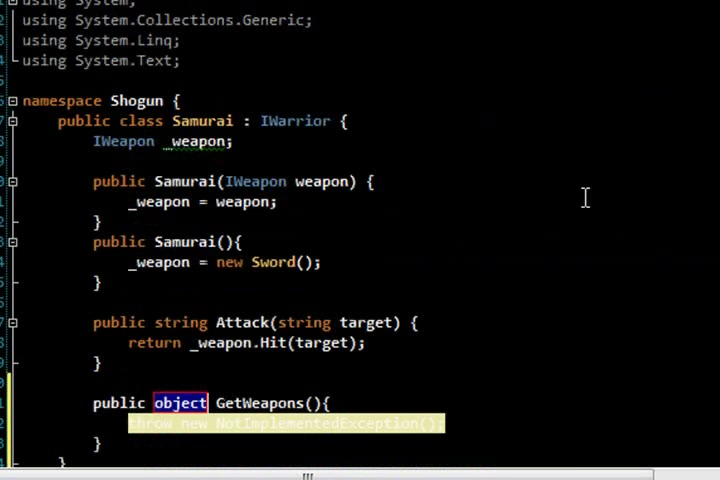 using System;
using System.Collections.Generic;
using System.Linq;
using System.Text;
namespace Shogun {
public class Samurai : IWarrior {
IWeapon _weapon;
public Samurai(IWeapon weapon) {
_weapon = weapon;
}
public Samurai(){
_weapon = new Sword();
}
public string Attack(string target) {
return _weapon.Hit(target);
}
public object GetWeapons(){
throw new NotImplementedException();
}
}